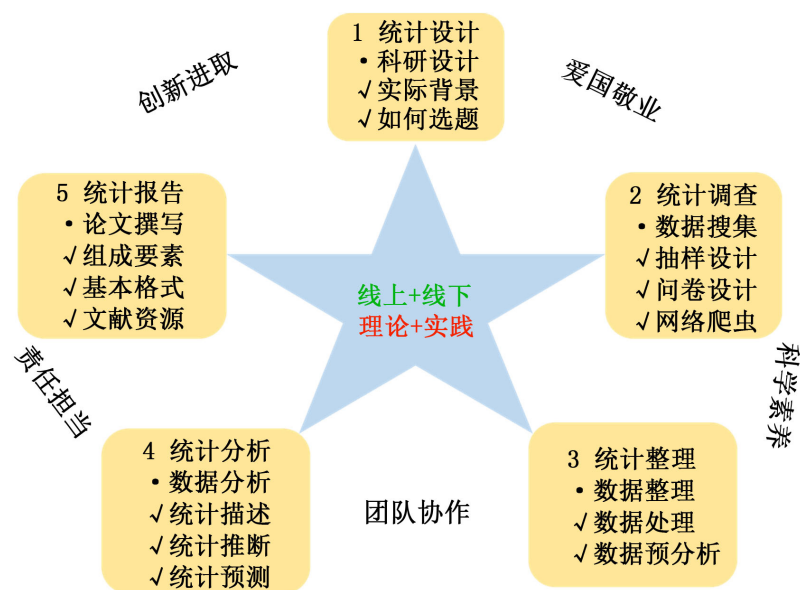 1 统计设计
·科研设计
√实际背景
√如何选题
创新进取
爱国敬业
5 统计报告
·论文撰写
√组成要素
√基本格式
√文献资源
2 统计调查
·数据搜集
√抽样设计
√问卷设计
√网络爬虫
线上+线下
理论+实践
责任担当
科学素养
4 统计分析
·数据分析
√统计描述
√统计推断
√统计预测
团队协作
3 统计整理
·数据整理
√数据处理
√数据预分析